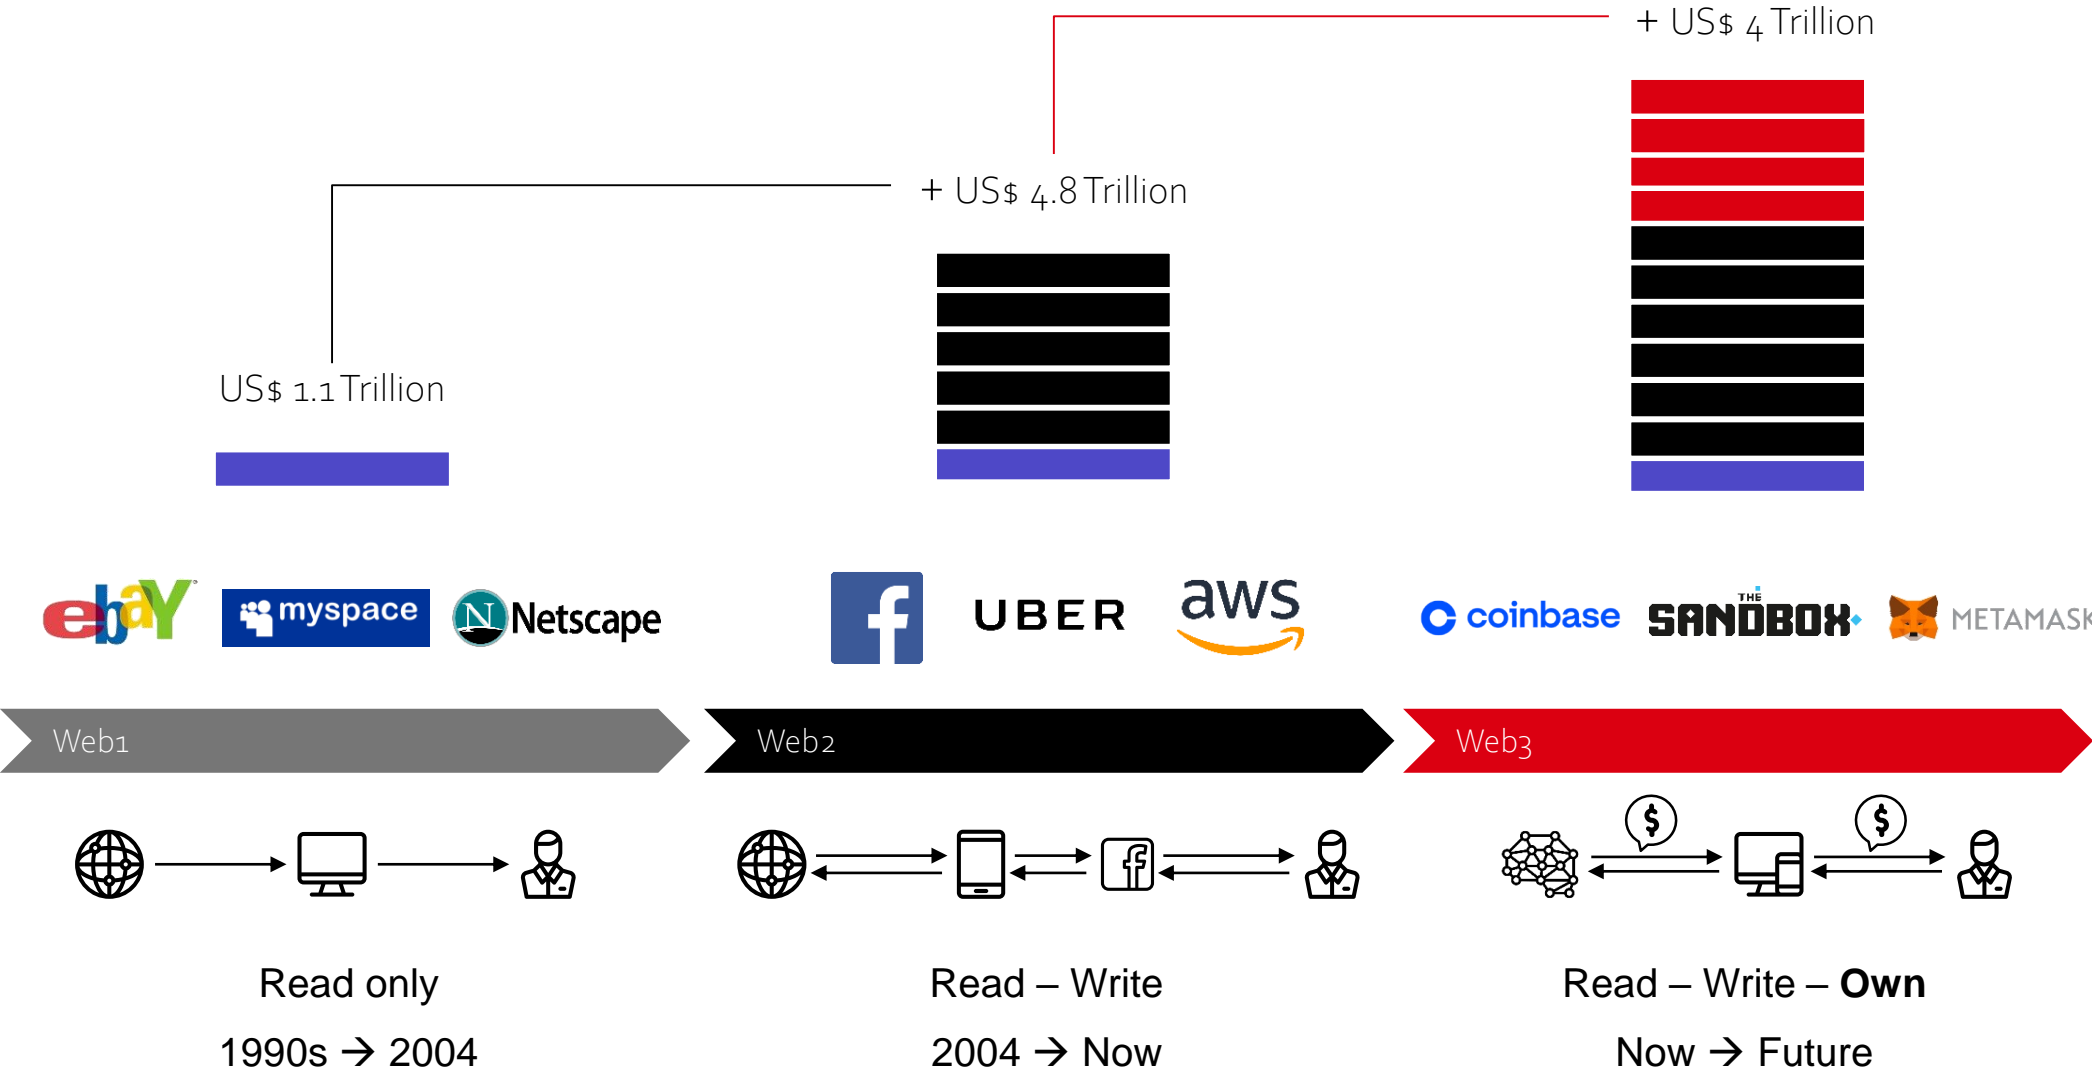 + US$ 4 Trillion
+ US$ 4.8 Trillion
US$ 1.1 Trillion
ebay
myspace
Netscape
f
UBER
aws
coinbase
THE
SANDBOX
METAMASK
Web1
Web2
Web3
$
$
f
Read only
Read – Write
Read – Write – Own
1990s → 2004
2004 → Now
Now → Future